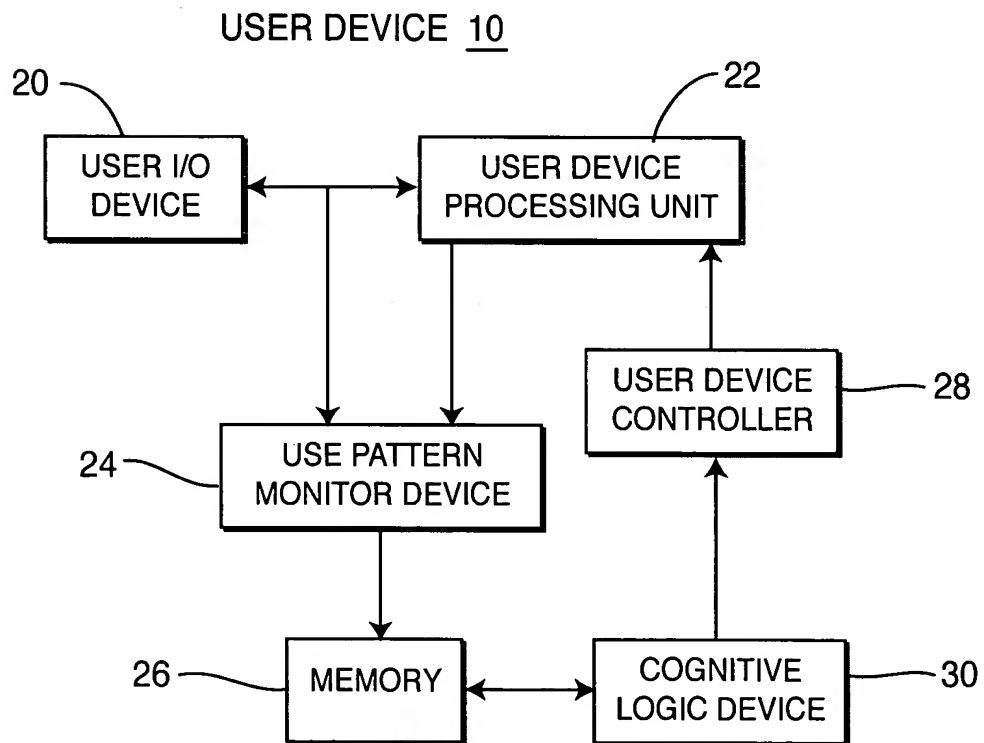 USER DEVICE 10
20
22
USER I/O
DEVICE
USER DEVICE
PROCESSING UNIT
USER DEVICE
CONTROLLER
28
24
USE PATTERN
MONITOR DEVICE
26
MEMORY
COGNITIVE
LOGIC DEVICE
30